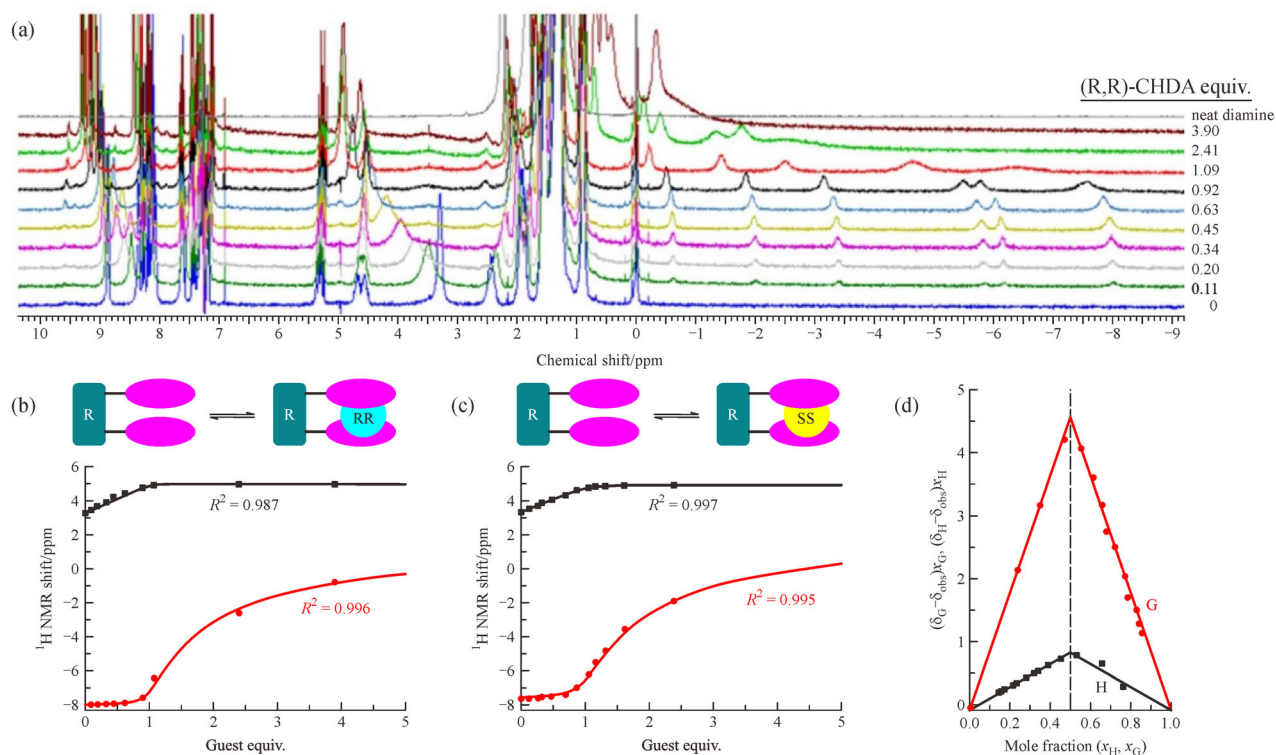 (a)
(R,R)-CHDA equiv.
neat diamine
3.90
2.41
1.09
0.92
0.63
0.45
0.34
0.20
0.11
0
10 9 8 7 6 5 4 3 2 1 0 −1 −2 −3 −4 −5 −6 −7 −8 −9
Chemical shift/ppm
(b)
R
R
RR
6
4
2
0
−2
−4
−6
−8
¹H NMR shift/ppm
R² = 0.987
R² = 0.996
0 1 2 3 4 5
Guest equiv.
(c)
R
R
SS
6
4
2
0
−2
−4
−6
−8
¹H NMR shift/ppm
R² = 0.997
R² = 0.995
0 1 2 3 4 5
Guest equiv.
(d)
5
4
3
2
1
0
(δG−δobs)xG, (δH−δobs)xH
G
H
0.0 0.2 0.4 0.6 0.8 1.0
Mole fraction (xH, xG)